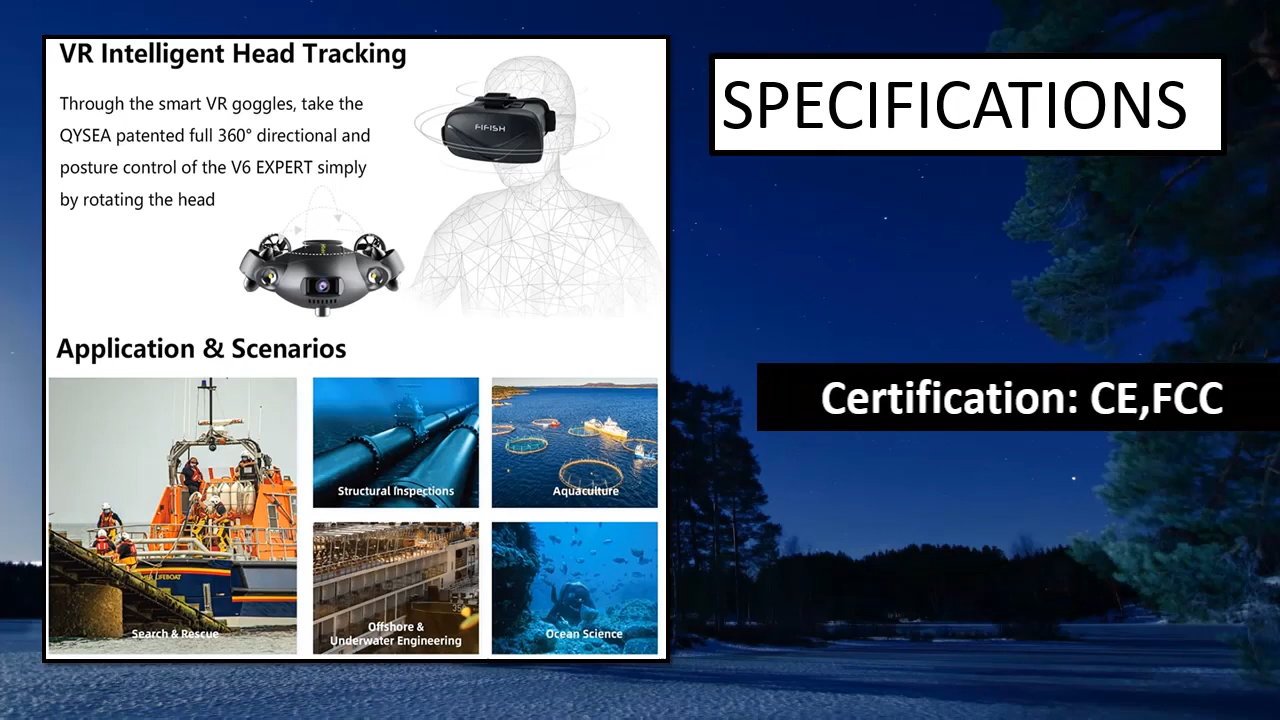 VR Intelligent Head Tracking
Through the smart VR goggles, take the
QYSEA patented full 360° directional and
posture control of the V6 EXPERT simply
by rotating the head
FIFISH
Application & Scenarios
LIFEBOAT
Search & Rescue
Structural Inspections
Aquaculture
Offshore &
Underwater Engineering
Ocean Science
SPECIFICATIONS
Certification: CE,FCC